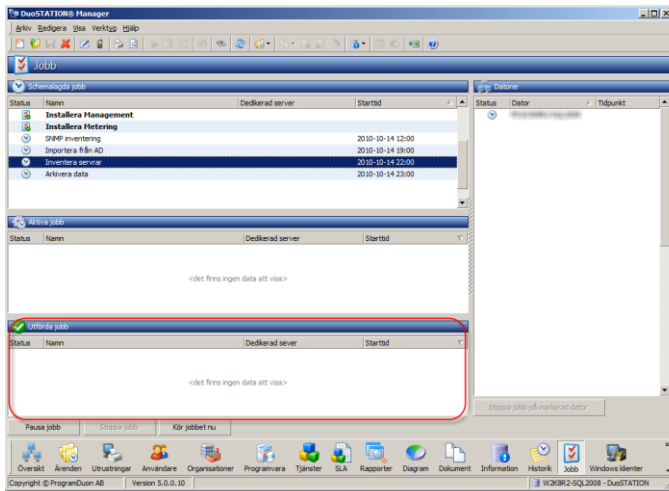 DuoSTATION® Manager
Arkiv Redigera Visa Verktyg Hjälp
Jobb
Schemalagda jobb
Status Namn Dedikerad server Starttid
Installera Management
Installera Metering
SNMP inventering 2010-10-14 12:00
Importera från AD 2010-10-14 19:00
Inventera servrar 2010-10-14 22:00
Arkivera data 2010-10-14 23:00
Aktiva jobb
Status Namn Dedikerad server Starttid
<det finns ingen data att visa>
Utförda jobb
Status Namn Dedikerad sever Starttid
<det finns ingen data att visa>
Pausa jobb Stoppa jobb Kör jobbet nu
Datorer
Status Dator Tidpunkt
Stoppa jobb på markerad dator
Översikt Ärenden Utrustningar Användare Organisationer Programvara Tjänster SLA Rapporter Diagram Dokument Information Historik Jobb Windows klienter
Copyright © ProgramDuon AB Version 5.0.0.10 W2K8R2-SQL2008 - DuoSTATION